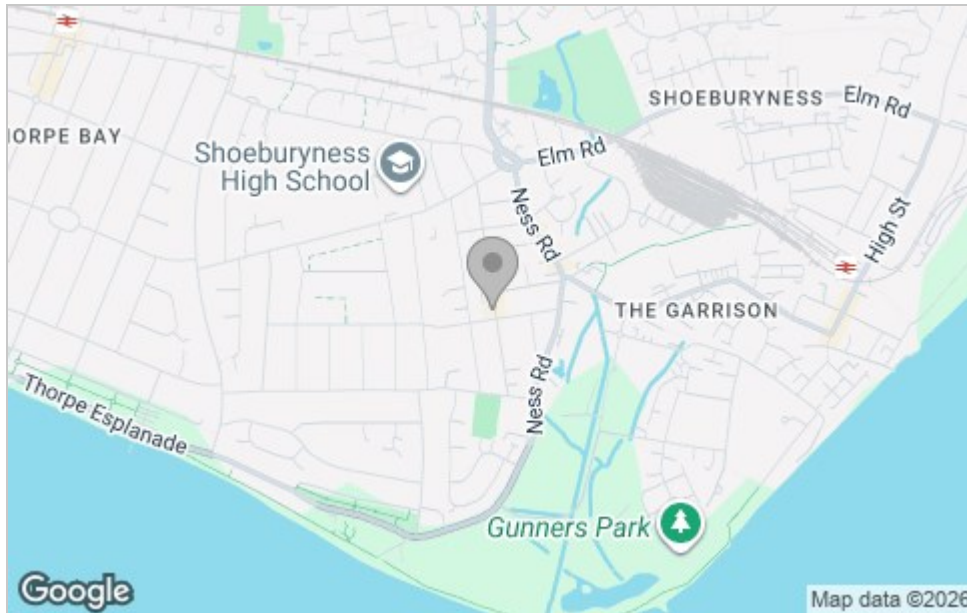 SHOEBURYNESS
Elm Rd
HORPE BAY
Shoeburyness
High School
Elm Rd
Ness Rd
High St
THE GARRISON
Ness Rd
Thorpe Esplanade
Gunners Park
Google
Map data ©2026